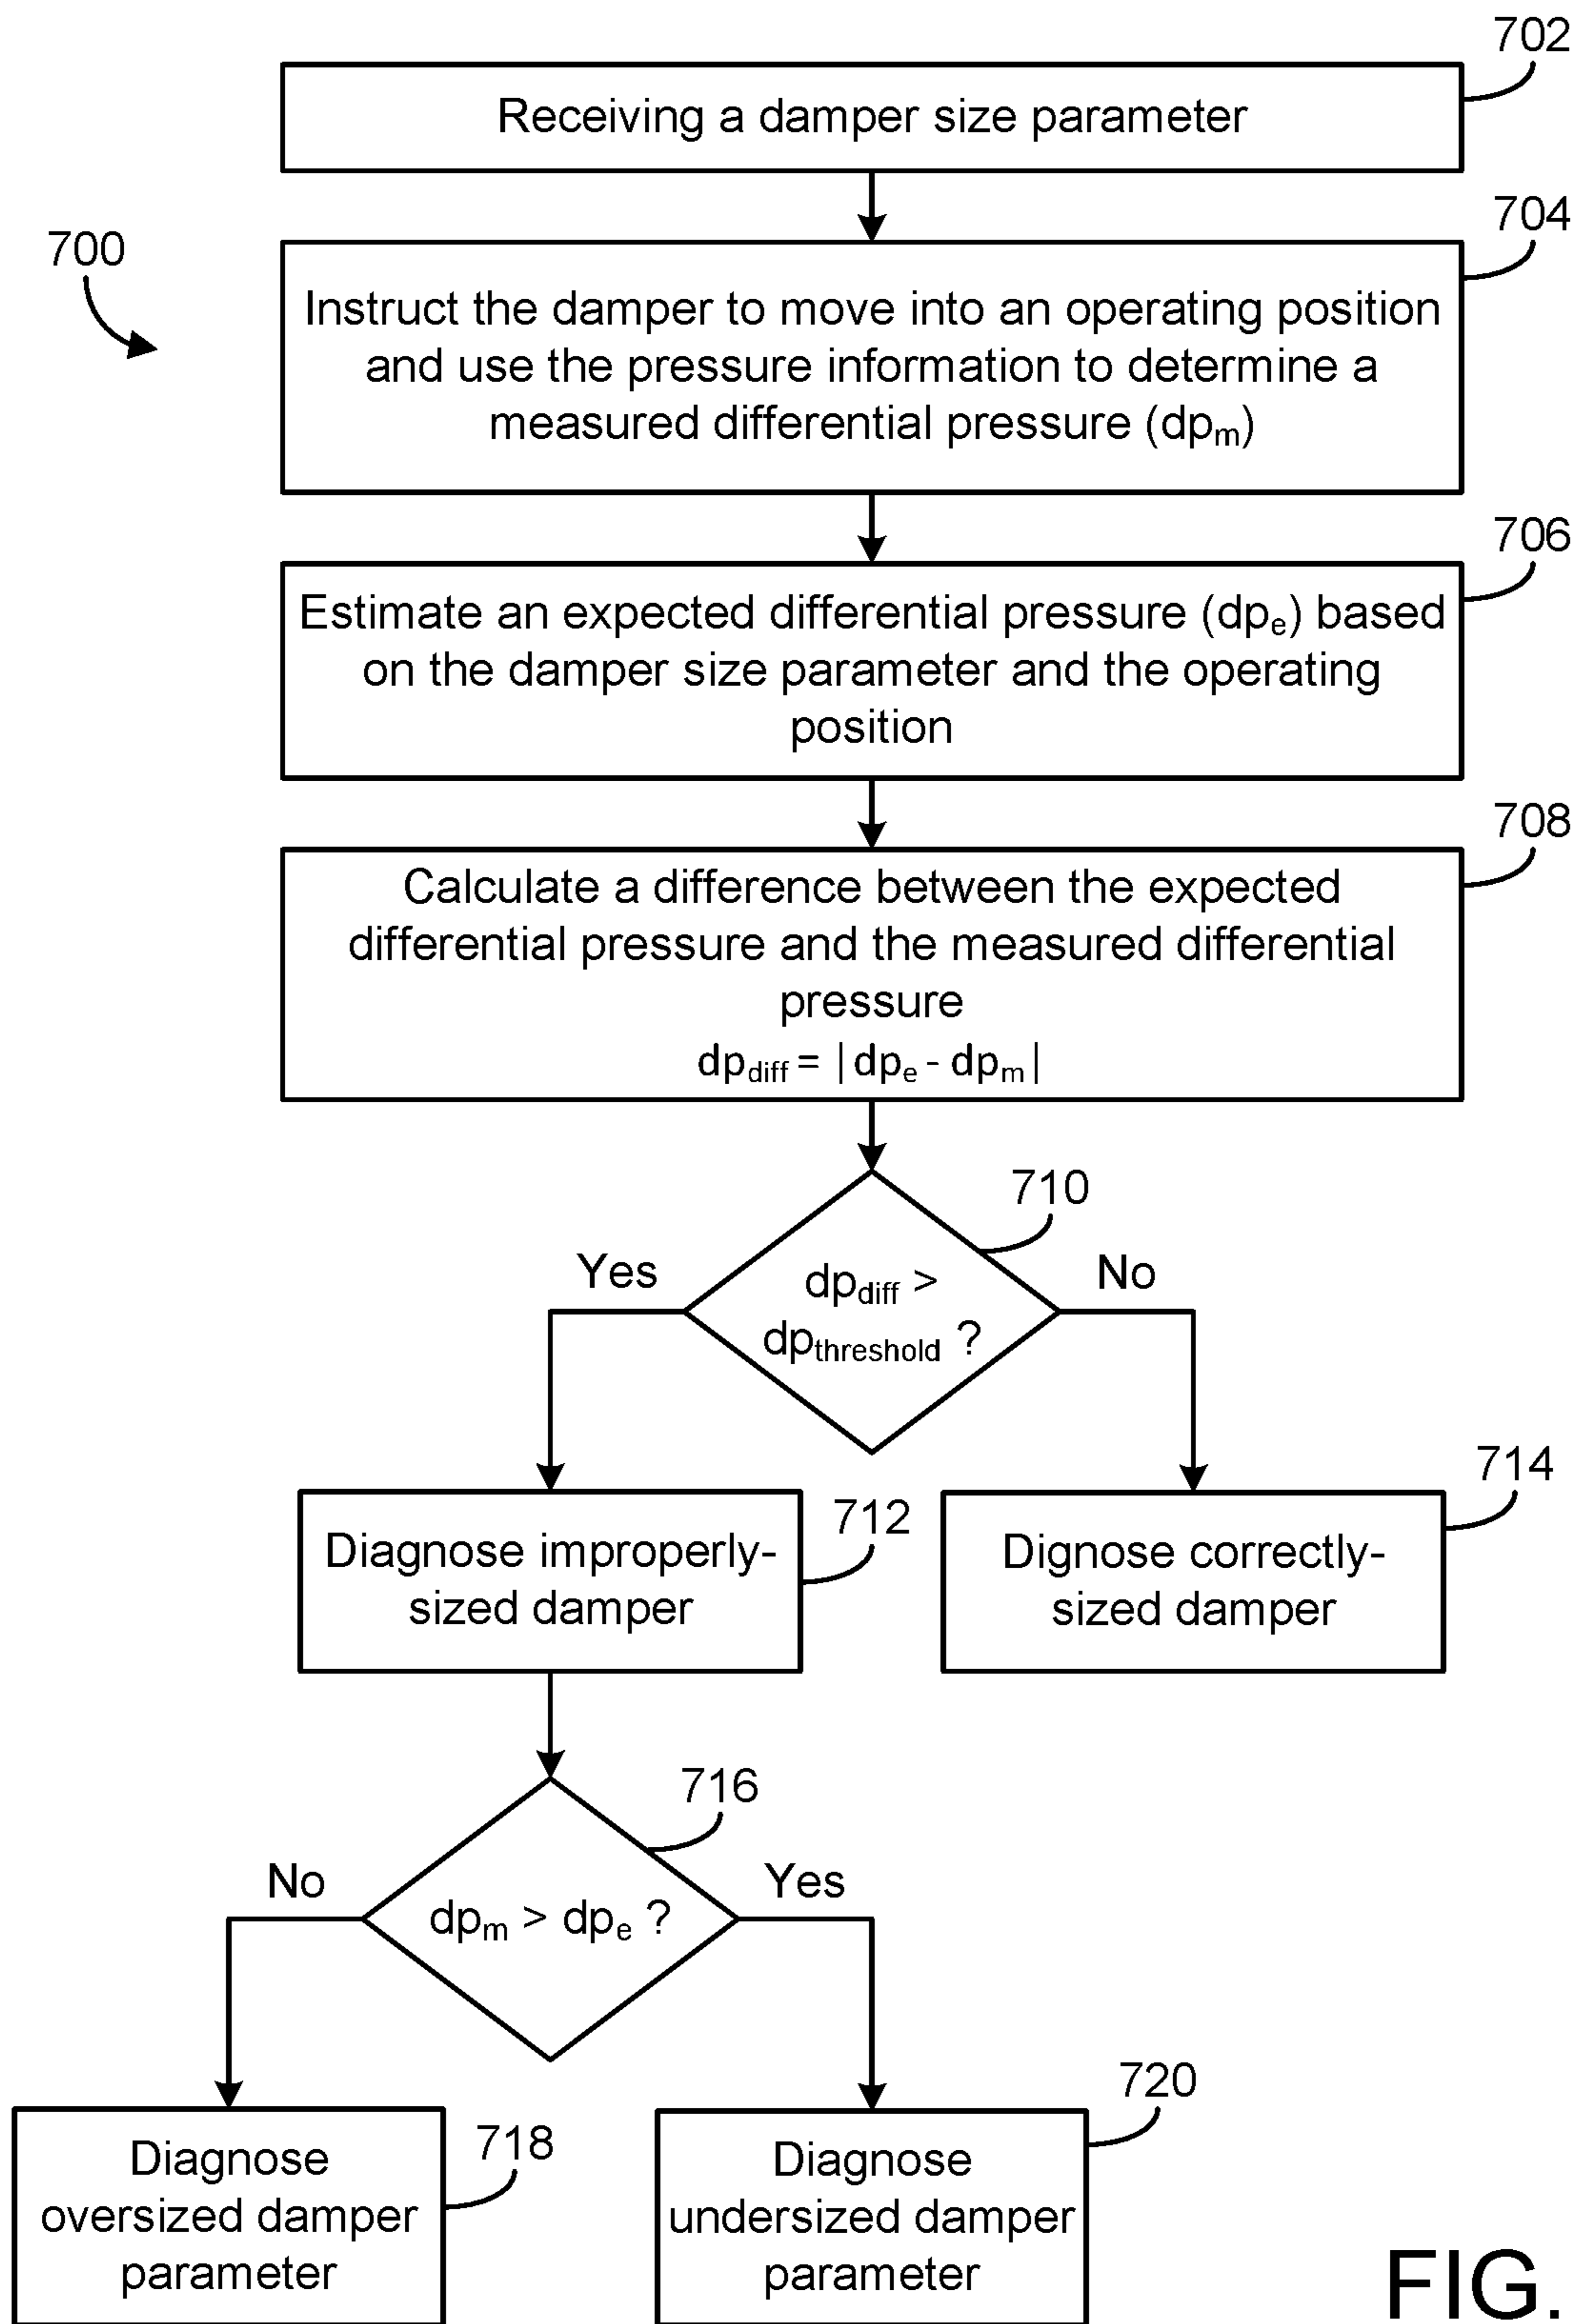 702
Receiving a damper size parameter
704
700
Instruct the damper to move into an operating position
and use the pressure information to determine a
measured differential pressure (dpm)
706
Estimate an expected differential pressure (dpe) based
on the damper size parameter and the operating
position
708
Calculate a difference between the expected
differential pressure and the measured differential
pressure
dpdiff = | dpe - dpm |
710
Yes
No
dpdiff >
dpthreshold ?
714
712
Diagnose improperly-
sized damper
Dignose correctly-
sized damper
716
No
Yes
dpm > dpe ?
720
718
Diagnose
oversized damper
parameter
Diagnose
undersized damper
parameter
FIG.